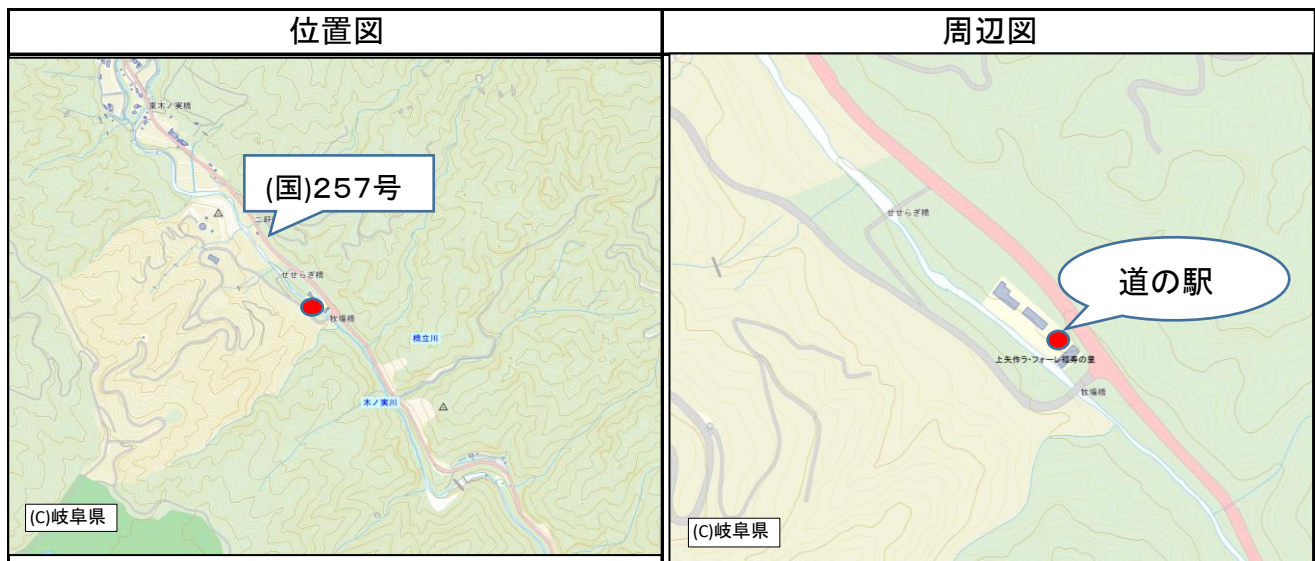 位置図
周辺図
東木ノ実橋
(国)257号
二軒
せせらぎ橋
牧場橋
橋立川
木ノ実川
(C)岐阜県
せせらぎ橋
道の駅
上矢作ラ・フォーレ福寿の里
牧場橋
(C)岐阜県